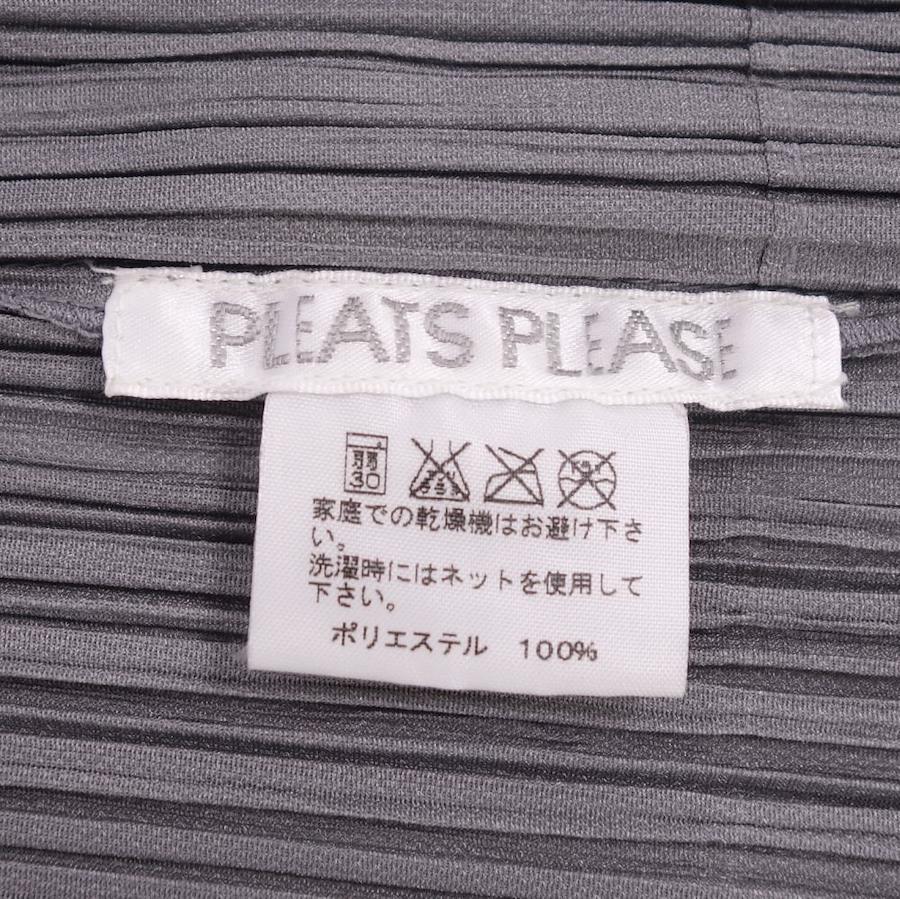 PLEATS PLEASE
弱
30
家庭での乾燥機はお避け下さ
い。
洗濯時にはネットを使用して
下さい。
ポリエステル 100%